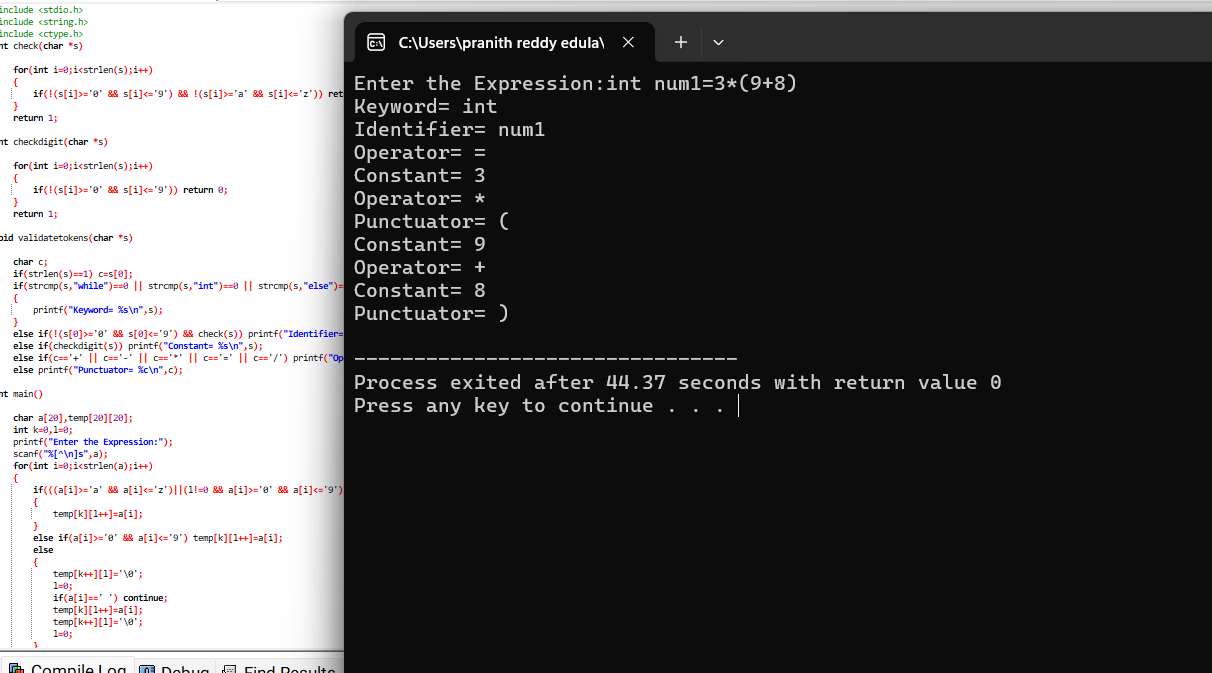 include <stdio.h>
include <string.h>
include <ctype.h>
nt check(char *s)
for(int i=0;i<strlen(s);i++)
{
if(!(s[i]>='0' && s[i]<='9') && !(s[i]>='a' && s[i]<='z')) ret
}
return 1;
nt checkdigit(char *s)
for(int i=0;i<strlen(s);i++)
{
if(!(s[i]>='0' && s[i]<='9')) return 0;
}
return 1;
oid validatetokens(char *s)
char c;
if(strlen(s)==1) c=s[0];
if(strcmp(s,"while")==0 || strcmp(s,"int")==0 || strcmp(s,"else")=
{
printf("Keyword= %s\n",s);
}
else if(!(s[0]>='0' && s[0]<='9') && check(s)) printf("Identifier=
else if(checkdigit(s)) printf("Constant= %s\n",s);
else if(c=='+' || c=='-' || c=='*' || c=='=' || c=='/') printf("Op
else printf("Punctuator= %c\n",c);
nt main()
char a[20],temp[20][20];
int k=0,l=0;
printf("Enter the Expression:");
scanf("%[^\n]s",a);
for(int i=0;i<strlen(a);i++)
{
if(((a[i]>='a' && a[i]<='z')||(l!=0 && a[i]>='0' && a[i]<='9')
{
temp[k][l++]=a[i];
}
else if(a[i]>='0' && a[i]<='9') temp[k][l++]=a[i];
else
{
temp[k++][l]='\0';
l=0;
if(a[i]==' ') continue;
temp[k][l++]=a[i];
temp[k++][l]='\0';
l=0;
}
Compile Log Debug Find Results
C:\Users\pranith reddy edula\
Enter the Expression:int num1=3*(9+8)
Keyword= int
Identifier= num1
Operator= =
Constant= 3
Operator= *
Punctuator= (
Constant= 9
Operator= +
Constant= 8
Punctuator= )
--------------------------------
Process exited after 44.37 seconds with return value 0
Press any key to continue . . .